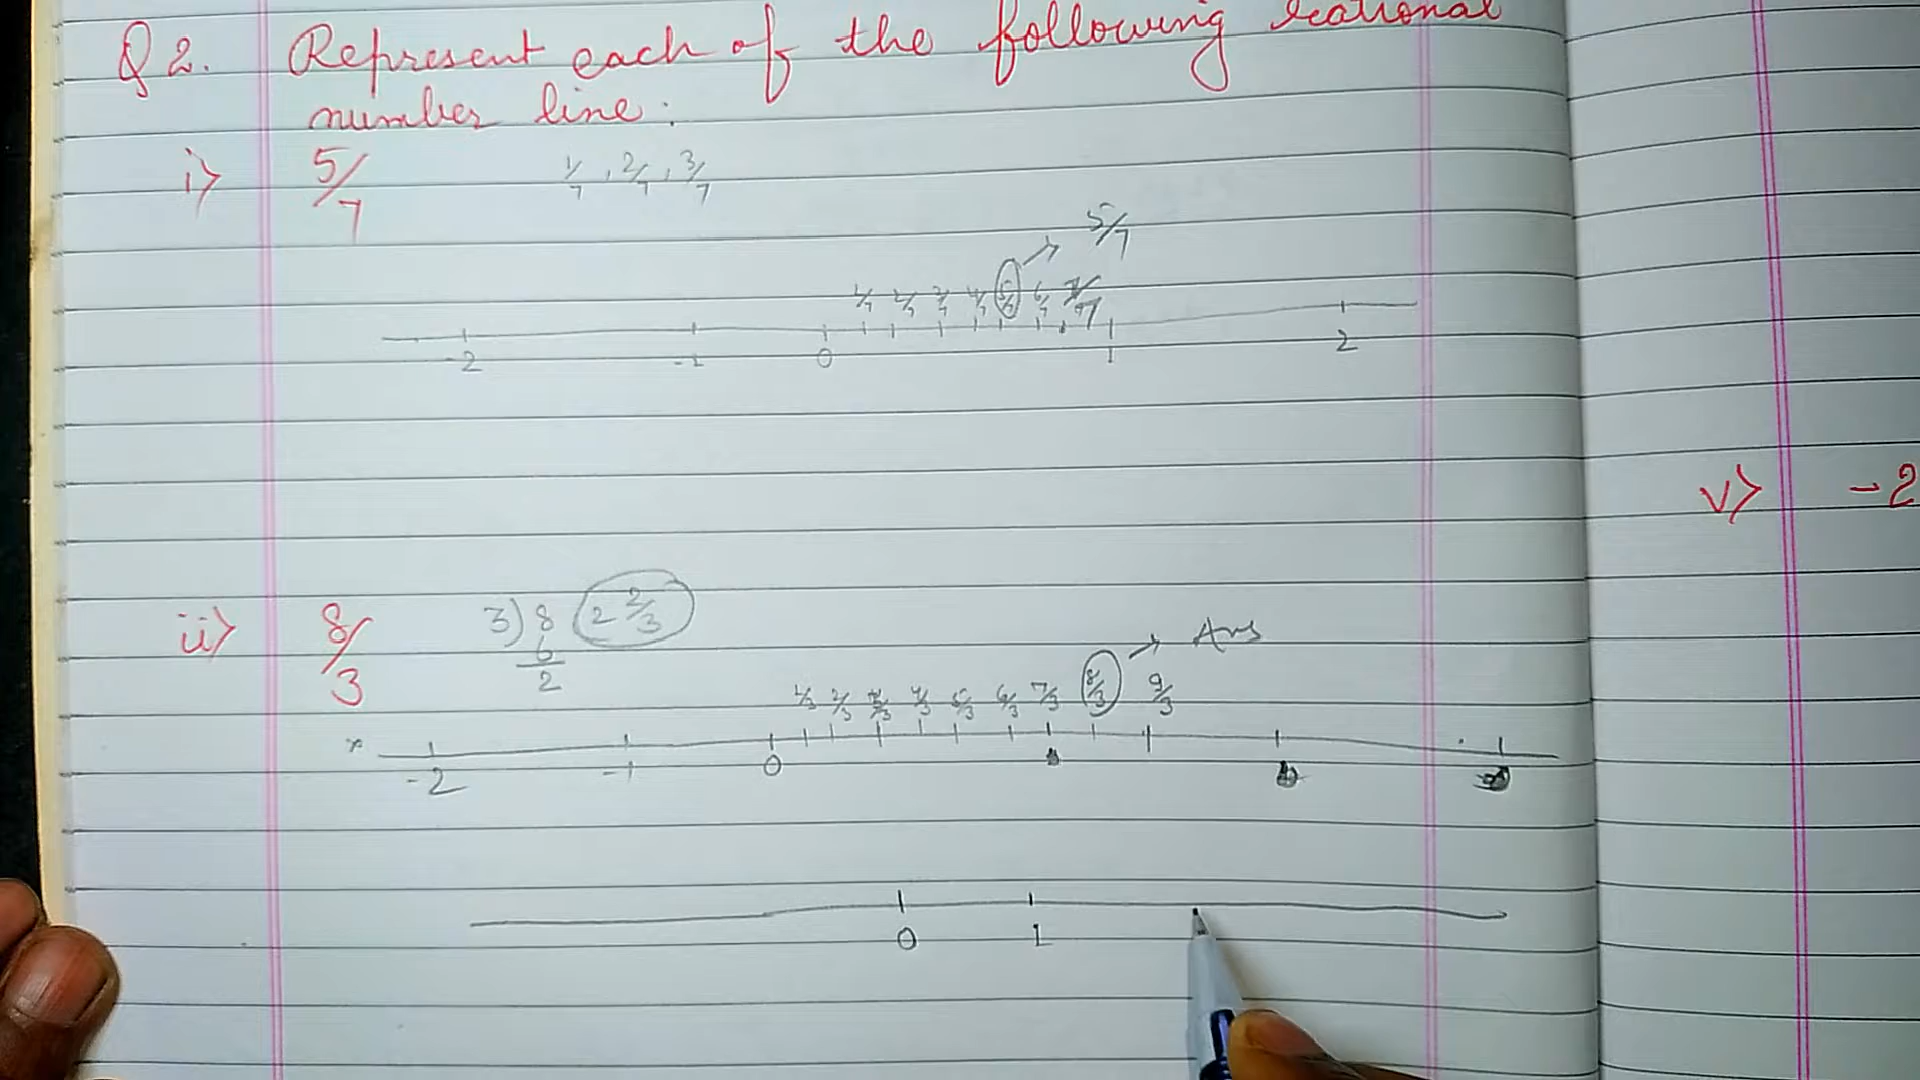 Q 2. Represent each of the following rational
number line :
i) 5/7 1/7 , 2/7 , 3/7
5/7
1/7 2/7 3/7 4/7 5/7 6/7 7/7
-2 -1 0 1 2
v) -2
ii) 8/3 3)8 2 2/3
6
2
Ans
1/3 2/3 3/3 4/3 5/3 6/3 7/3 8/3 9/3
-2 -1 0
0 1